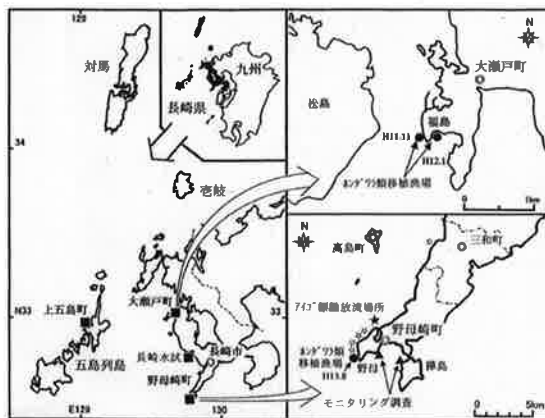 129
対馬
九州
長崎県
34
壱岐
大瀬戸町
上五島町
N33
33
長崎水試
長崎市
五島列島
野母崎町
E129
130
N
大瀬戸町
松島
福島
H11.11
H12.1
ホンダワラ類移植漁場
0
1km
N
高島町
三和町
アイゴ
放流場所
野母崎町
ホンダワラ類
移植漁場
野母
樺島
モニタリング調査
0
5km